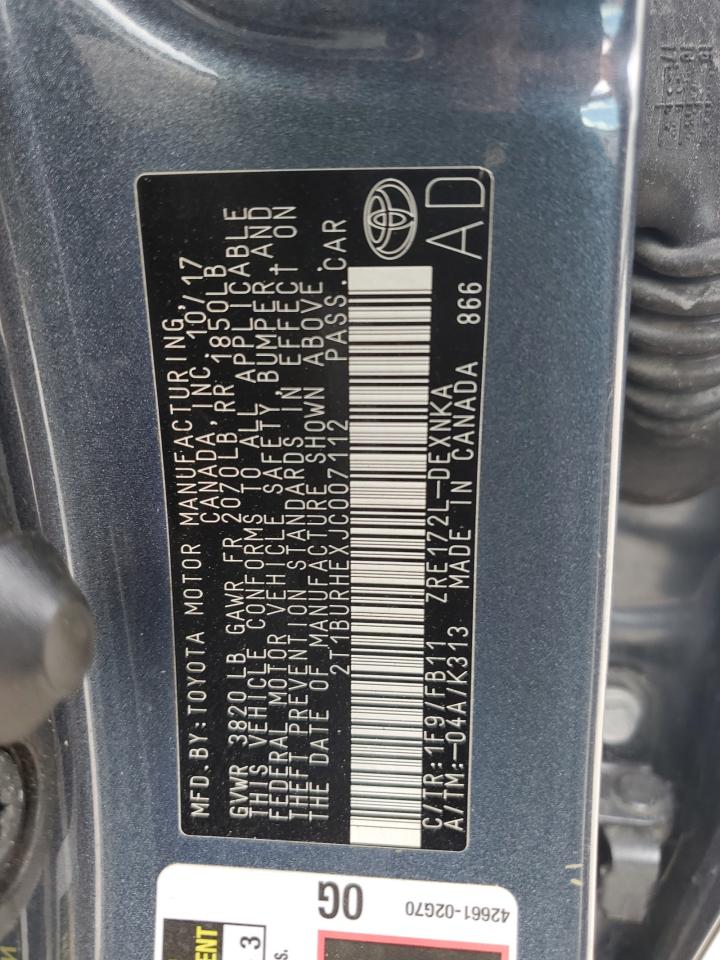 MFD. BY: TOYOTA MOTOR MANUFACTURING,
CANADA, INC. 10/17
GVWR 3820 LB GAWR FR 2070LB RR 1850LB
THIS VEHICLE CONFORMS TO ALL APPLICABLE
FEDERAL MOTOR VEHICLE SAFETY BUMPER, AND
THEFT PREVENTION STANDARDS IN EFFECT ON
THE DATE OF MANUFACTURE SHOWN ABOVE.
2T1BURHEXJC007112 PASS. CAR
C/TR: 1F9/FB11 ZRE172L-DEXNKA
A/TM: -04A/K313 MADE IN CANADA 866
AD
0G
42661-02G70
3